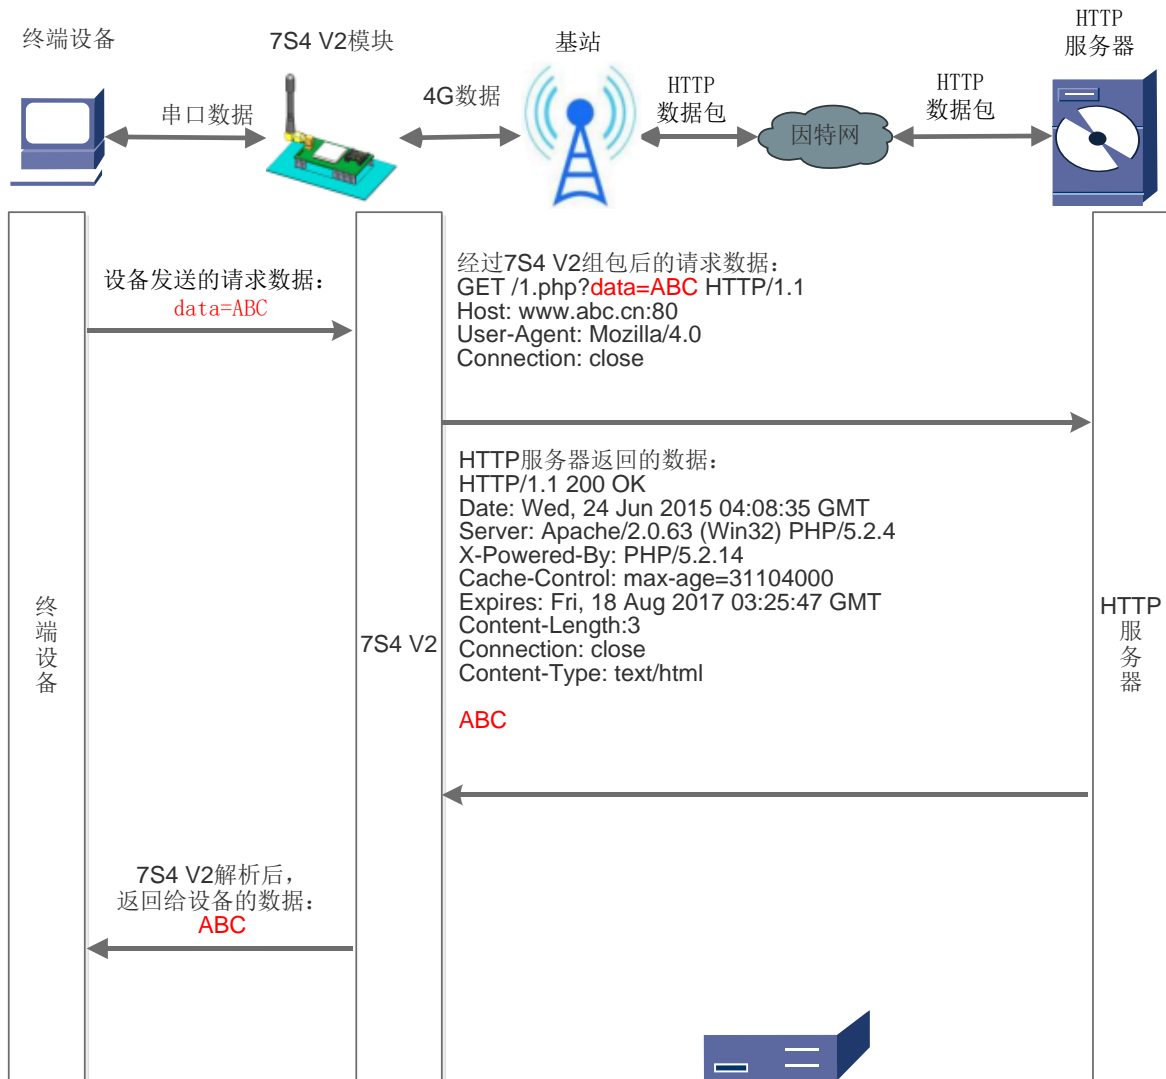 终端设备
7S4 V2模块
基站
HTTP
服务器
串口数据
4G数据
HTTP
数据包
因特网
HTTP
数据包
设备发送的请求数据：
data=ABC
经过7S4 V2组包后的请求数据：
GET /1.php?data=ABC HTTP/1.1
Host: www.abc.cn:80
User-Agent: Mozilla/4.0
Connection: close
HTTP服务器返回的数据：
HTTP/1.1 200 OK
Date: Wed, 24 Jun 2015 04:08:35 GMT
Server: Apache/2.0.63 (Win32) PHP/5.2.4
X-Powered-By: PHP/5.2.14
Cache-Control: max-age=31104000
Expires: Fri, 18 Aug 2017 03:25:47 GMT
Content-Length:3
Connection: close
Content-Type: text/html
ABC
终
端
设
备
7S4 V2
HTTP
服
务
器
7S4 V2解析后，
返回给设备的数据：
ABC